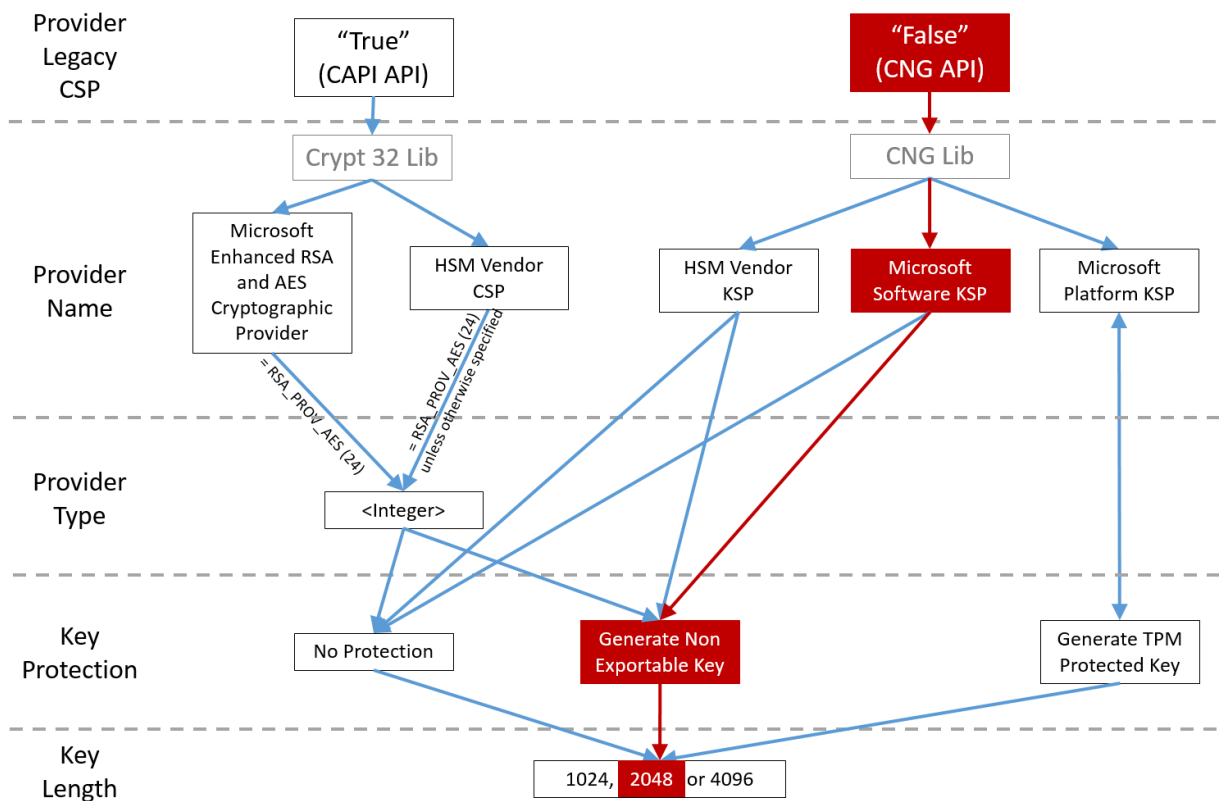 Provider
Legacy
CSP
“True”
(CAPI API)
“False”
(CNG API)
Crypt 32 Lib
CNG Lib
Provider
Name
Microsoft
Enhanced RSA
and AES
Cryptographic
Provider
HSM Vendor
CSP
HSM Vendor
KSP
Microsoft
Software KSP
Microsoft
Platform KSP
= RSA_PROV_AES (24)
= RSA_PROV_AES (24)
unless otherwise specified
Provider
Type
<Integer>
Key
Protection
No Protection
Generate Non
Exportable Key
Generate TPM
Protected Key
Key
Length
1024, 2048 or 4096